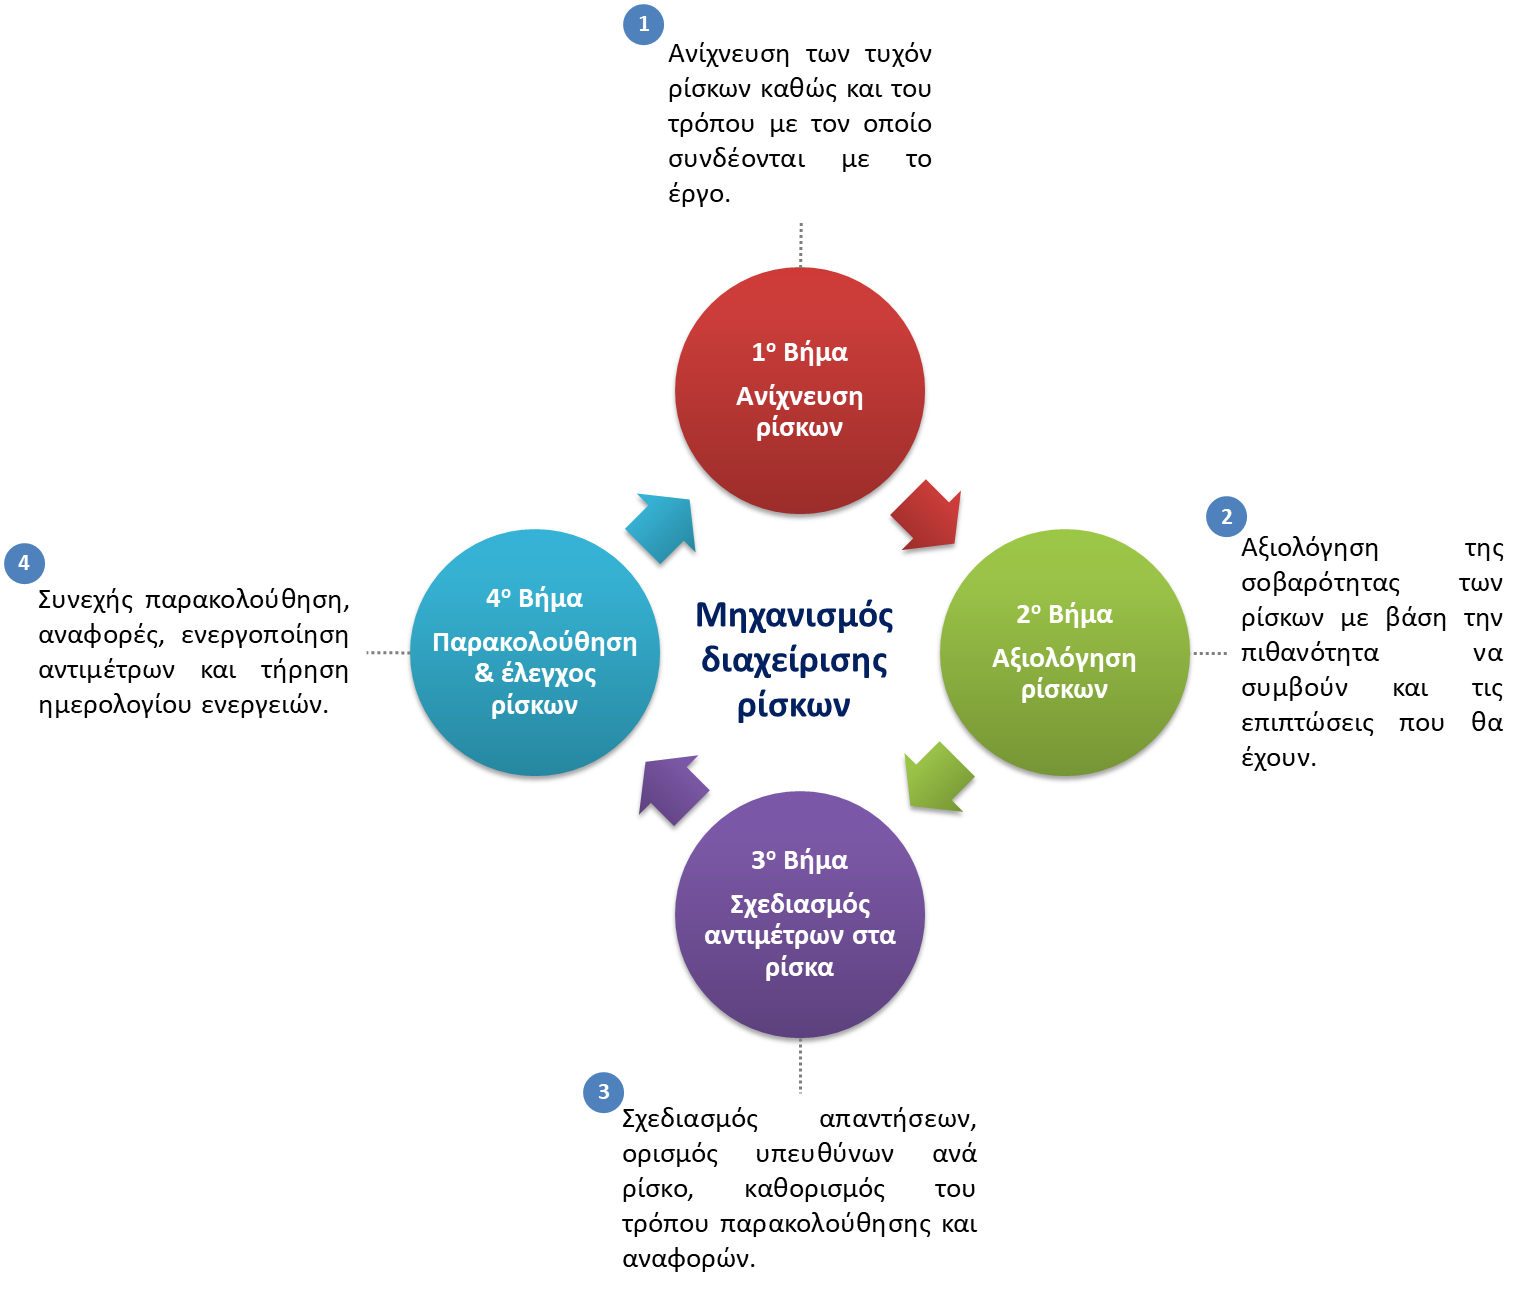 1
Ανίχνευση των τυχόν
ρίσκων καθώς και του
τρόπου με τον οποίο
συνδέονται με το
έργο.
1ο Βήμα
Ανίχνευση
ρίσκων
2
Αξιολόγηση της
σοβαρότητας των
ρίσκων με βάση την
πιθανότητα να
συμβούν και τις
επιπτώσεις που θα
έχουν.
2ο Βήμα
Αξιολόγηση
ρίσκων
Μηχανισμός
διαχείρισης
ρίσκων
4
Συνεχής παρακολούθηση,
αναφορές, ενεργοποίηση
αντιμέτρων και τήρηση
ημερολογίου ενεργειών.
4ο Βήμα
Παρακολούθηση
& έλεγχος
ρίσκων
3ο Βήμα
Σχεδιασμός
αντιμέτρων στα
ρίσκα
3
Σχεδιασμός απαντήσεων,
ορισμός υπευθύνων ανά
ρίσκο, καθορισμός του
τρόπου παρακολούθησης και
αναφορών.